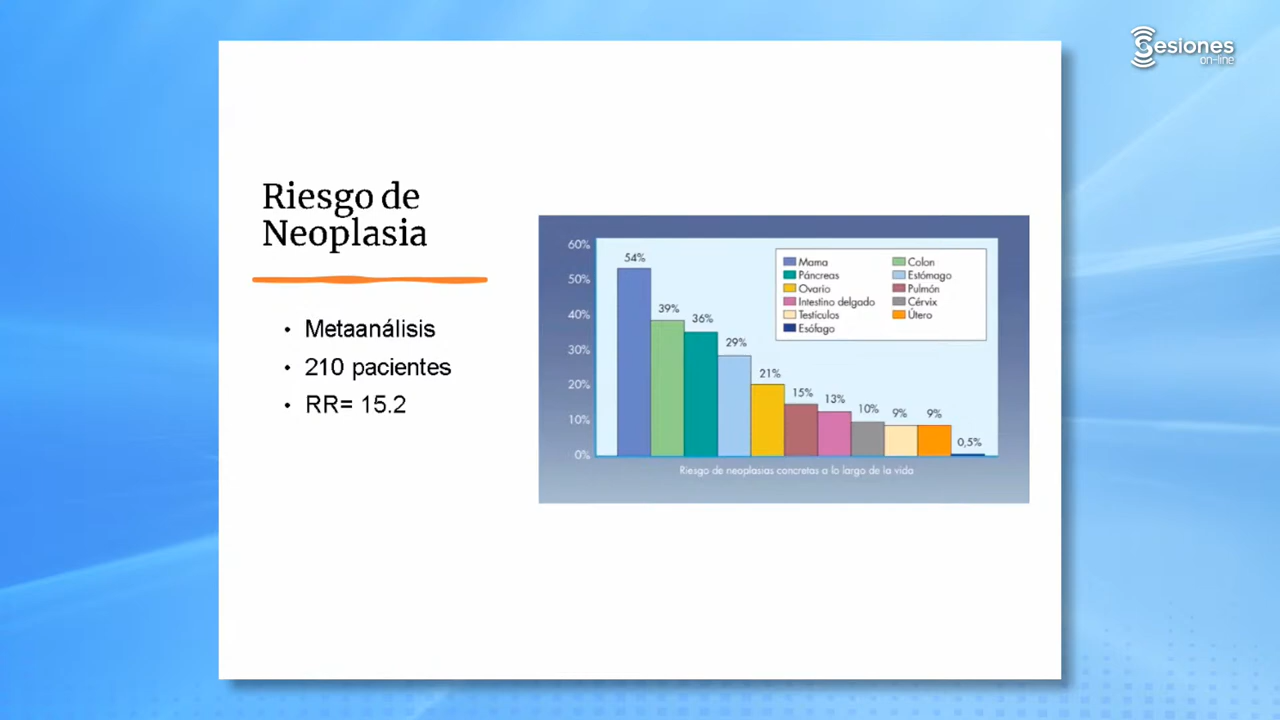 Sesiones
on-line
Riesgo de
Neoplasia
• Metaanálisis
• 210 pacientes
• RR= 15.2
60%
50%
40%
30%
20%
10%
0%
54%
39%
36%
29%
21%
15%
13%
10%
9%
9%
0,5%
Mama
Páncreas
Ovario
Intestino delgado
Testículos
Esófago
Colon
Estómago
Pulmón
Cérvix
Útero
Riesgo de neoplasias concretas a lo largo de la vida